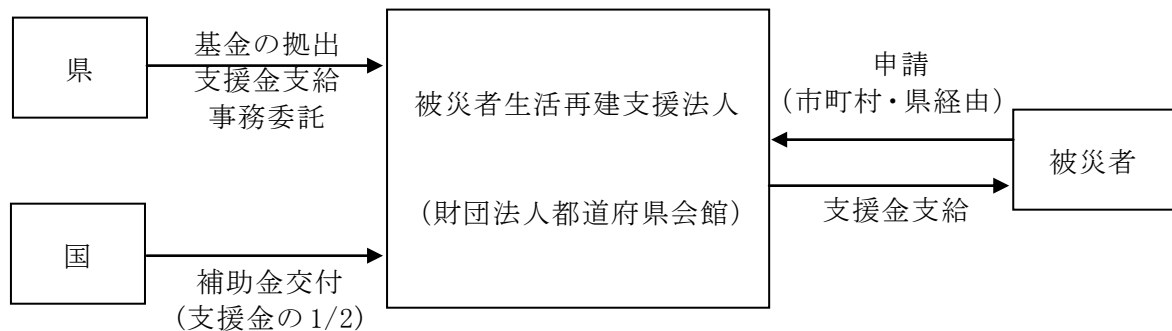 県
基金の拠出
支援金支給
事務委託
被災者生活再建支援法人
(財団法人都道府県会館)
申請
(市町村・県経由)
被災者
支援金支給
国
補助金交付
(支援金の1/2)